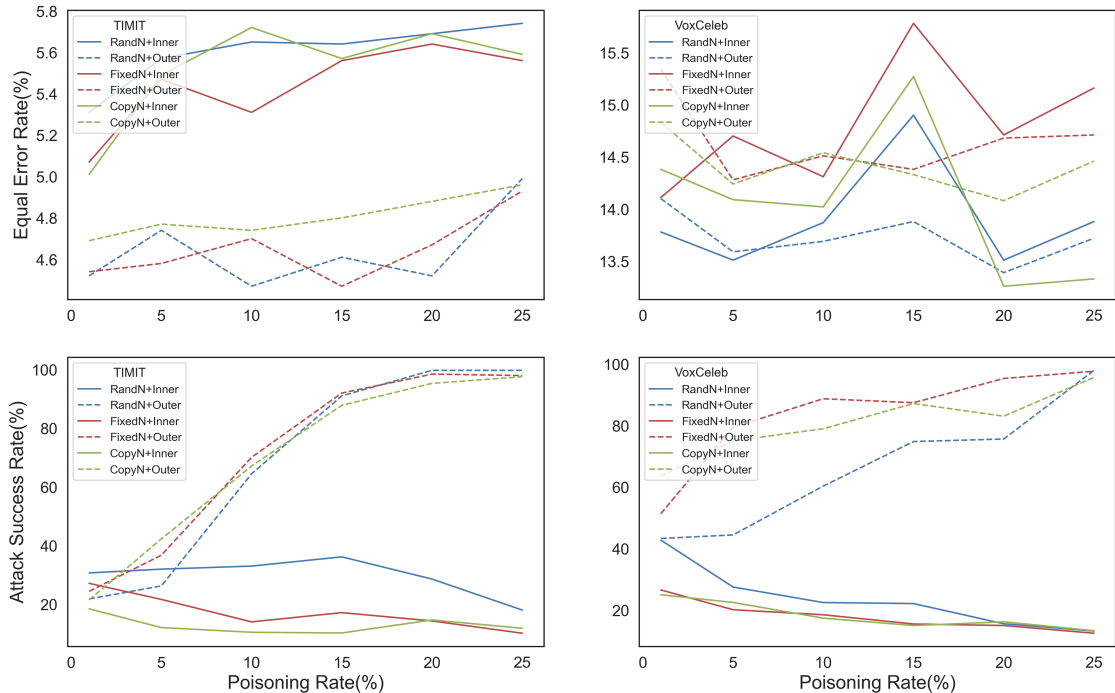 TIMIT
RandN+Inner
RandN+Outer
FixedN+Inner
FixedN+Outer
CopyN+Inner
CopyN+Outer
Equal Error Rate(%)
5.8
5.6
5.4
5.2
5.0
4.8
4.6
0 5 10 15 20 25
VoxCeleb
RandN+Inner
RandN+Outer
FixedN+Inner
FixedN+Outer
CopyN+Inner
CopyN+Outer
15.5
15.0
14.5
14.0
13.5
0 5 10 15 20 25
TIMIT
RandN+Inner
RandN+Outer
FixedN+Inner
FixedN+Outer
CopyN+Inner
CopyN+Outer
Attack Success Rate(%)
100
80
60
40
20
0 5 10 15 20 25
Poisoning Rate(%)
VoxCeleb
RandN+Inner
RandN+Outer
FixedN+Inner
FixedN+Outer
CopyN+Inner
CopyN+Outer
100
80
60
40
20
0 5 10 15 20 25
Poisoning Rate(%)